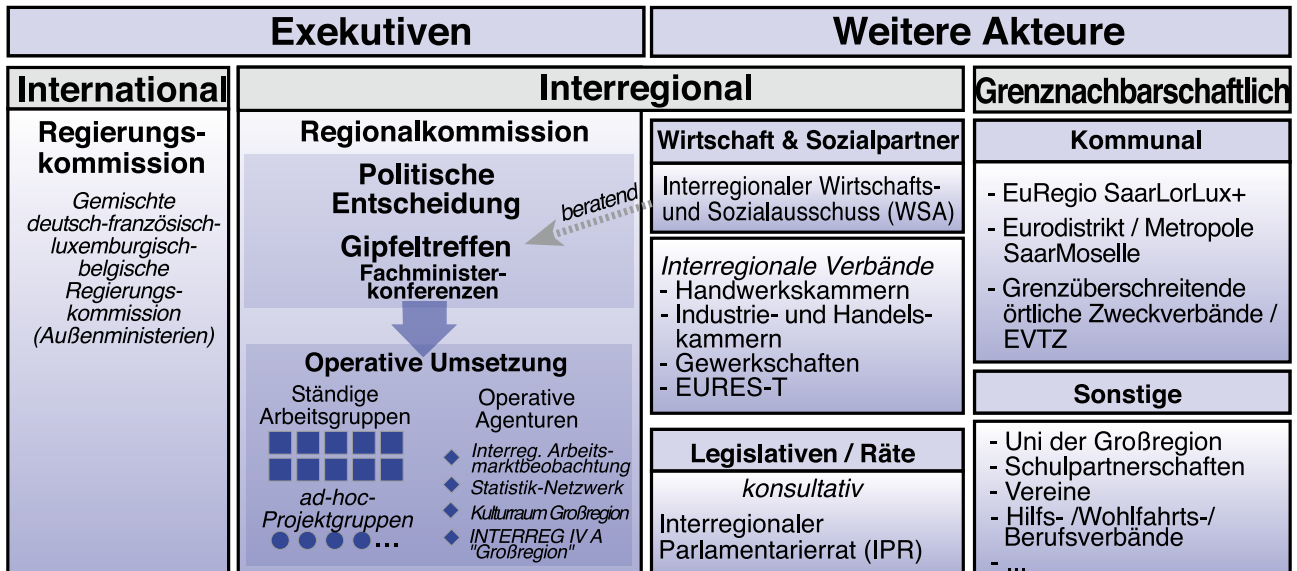 Exekutiven
Weitere Akteure
International
Interregional
Grenznachbarschaftlich
Regierungs-
kommission
Gemischte
deutsch-französisch-
luxemburgisch-
belgische
Regierungs-
kommission
(Außenministerien)
Regionalkommission
Politische
Entscheidung
Gipfeltreffen
Fachminister-
konferenzen
beratend
Operative Umsetzung
Ständige
Arbeitsgruppen
ad-hoc-
Projektgruppen
...
Operative
Agenturen
Interreg. Arbeits-
marktbeobachtung
Statistik-Netzwerk
Kulturraum Großregion
INTERREG IV A
"Großregion"
Wirtschaft & Sozialpartner
Interregionaler Wirtschafts-
und Sozialausschuss (WSA)
Interregionale Verbände
- Handwerkskammern
- Industrie- und Handels-
kammern
- Gewerkschaften
- EURES-T
Legislativen / Räte
konsultativ
Interregionaler
Parlamentarierrat (IPR)
Kommunal
- EuRegio SaarLorLux+
- Eurodistrikt / Metropole
SaarMoselle
- Grenzüberschreitende
örtliche Zweckverbände /
EVTZ
Sonstige
- Uni der Großregion
- Schulpartnerschaften
- Vereine
- Hilfs- /Wohlfahrts-/
Berufsverbände
- ...